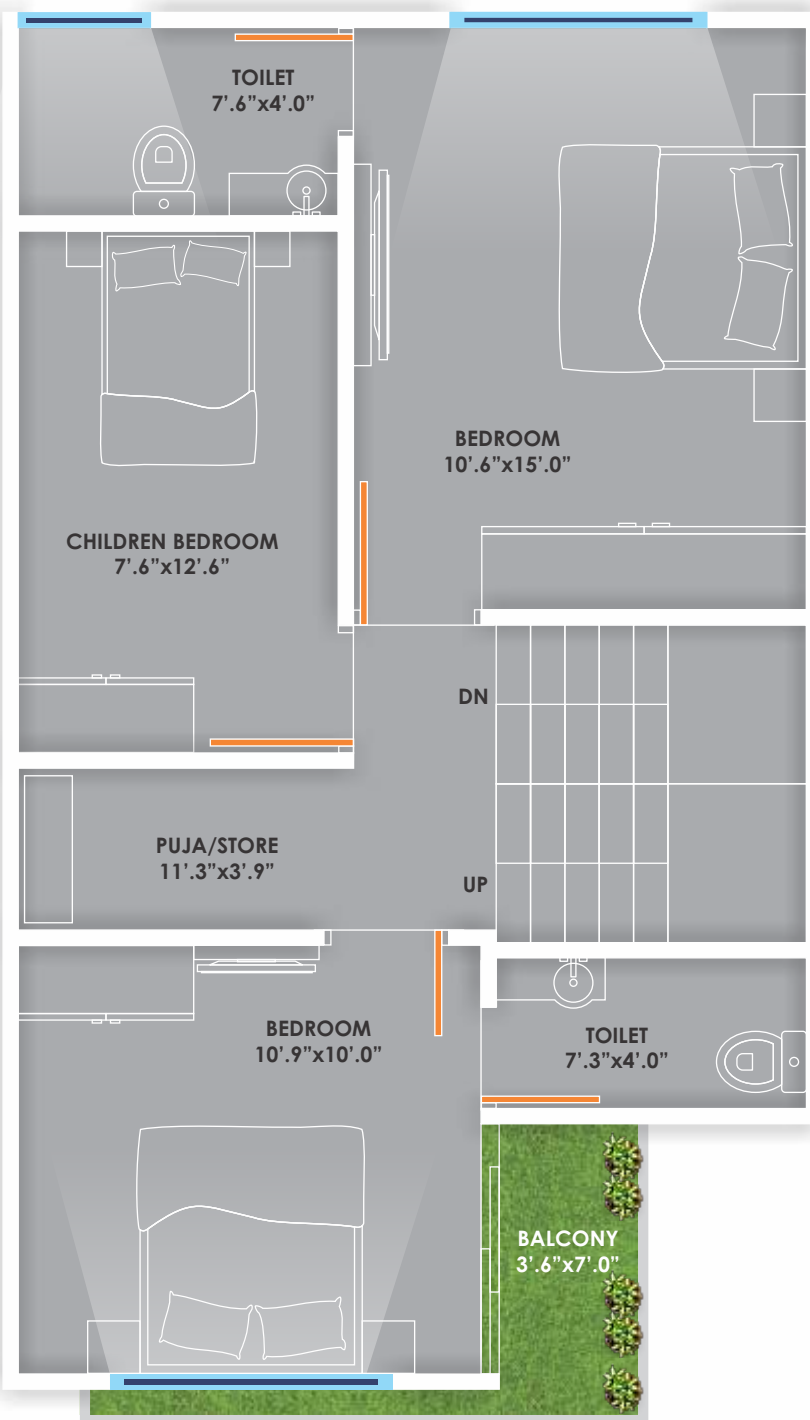 TOILET
7'.6”x4'.0”
BEDROOM
10'.6”x15'.0”
CHILDREN BEDROOM
7'.6”x12'.6”
DN
PUJA/STORE
11'.3”x3'.9”
UP
BEDROOM
10'.9”x10'.0”
TOILET
7'.3”x4'.0”
BALCONY
3'.6”x7'.0”